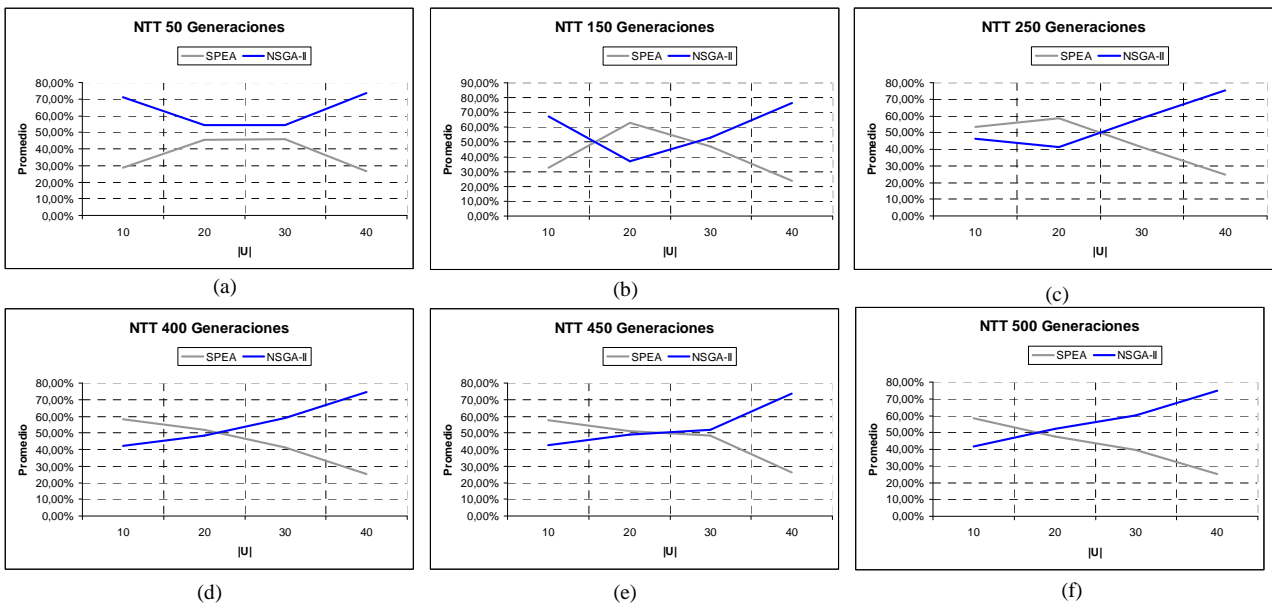 NTT 50 Generaciones
SPEA NSGA-II
80,00%
70,00%
60,00%
50,00%
40,00%
30,00%
20,00%
10,00%
0,00%
Promedio
10 20 30 40
|U|
(a)
NTT 150 Generaciones
SPEA NSGA-II
90,00%
80,00%
70,00%
60,00%
50,00%
40,00%
30,00%
20,00%
10,00%
0,00%
Promedio
10 20 30 40
|U|
(b)
NTT 250 Generaciones
SPEA NSGA-II
80,00%
70,00%
60,00%
50,00%
40,00%
30,00%
20,00%
10,00%
0,00%
Promedio
10 20 30 40
|U|
(c)
NTT 400 Generaciones
SPEA NSGA-II
80,00%
70,00%
60,00%
50,00%
40,00%
30,00%
20,00%
10,00%
0,00%
Promedio
10 20 30 40
|U|
(d)
NTT 450 Generaciones
SPEA NSGA-II
80,00%
70,00%
60,00%
50,00%
40,00%
30,00%
20,00%
10,00%
0,00%
Promedio
10 20 30 40
|U|
(e)
NTT 500 Generaciones
SPEA NSGA-II
80,00%
70,00%
60,00%
50,00%
40,00%
30,00%
20,00%
10,00%
0,00%
Promedio
10 20 30 40
|U|
(f)